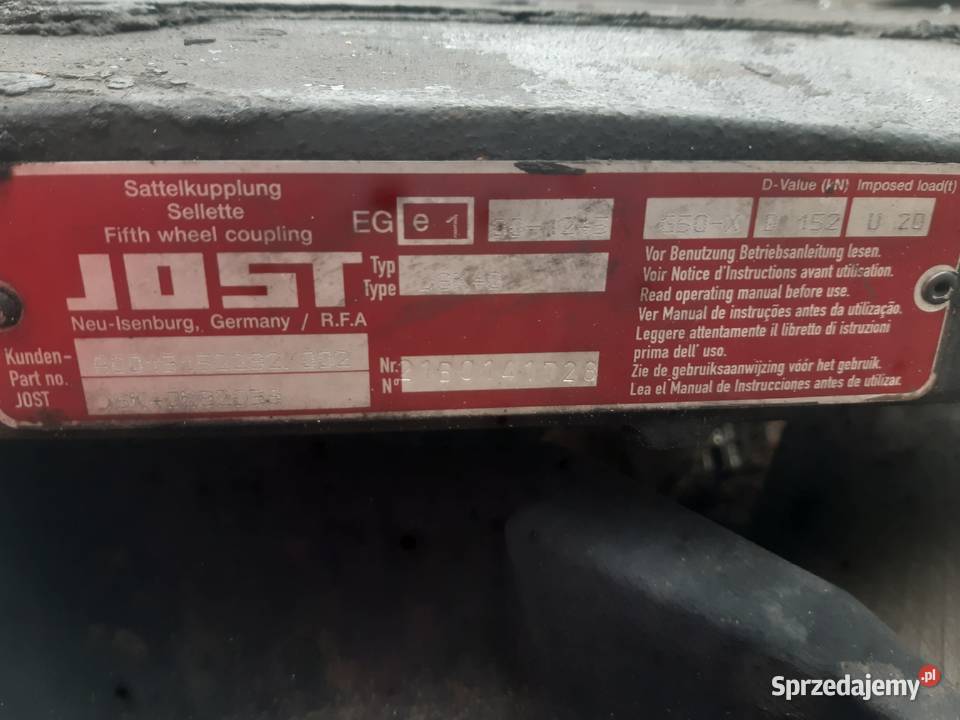 Sattelkupplung
Sellette
Fifth wheel coupling
JOST
Neu-Isenburg, Germany / R.F.A
EG e 1
Typ
Type
D-Value (kN) Imposed load(t)
G50-X D 152 U 20
Vor Benutzung Betriebsanleitung lesen.
Voir Notice d'Instructions avant utilisation.
Read operating manual before use.
Ver Manual de instruções antes da utilização.
Leggere attentamente il libretto di istruzioni
prima dell' uso.
Zie de gebruiksaanwijzing vóór het gebruik.
Lea el Manual de Instrucciones antes de utilizar.
Kunden-
Part no.
JOST
Nr.
N°
Sprzedajemy.pl